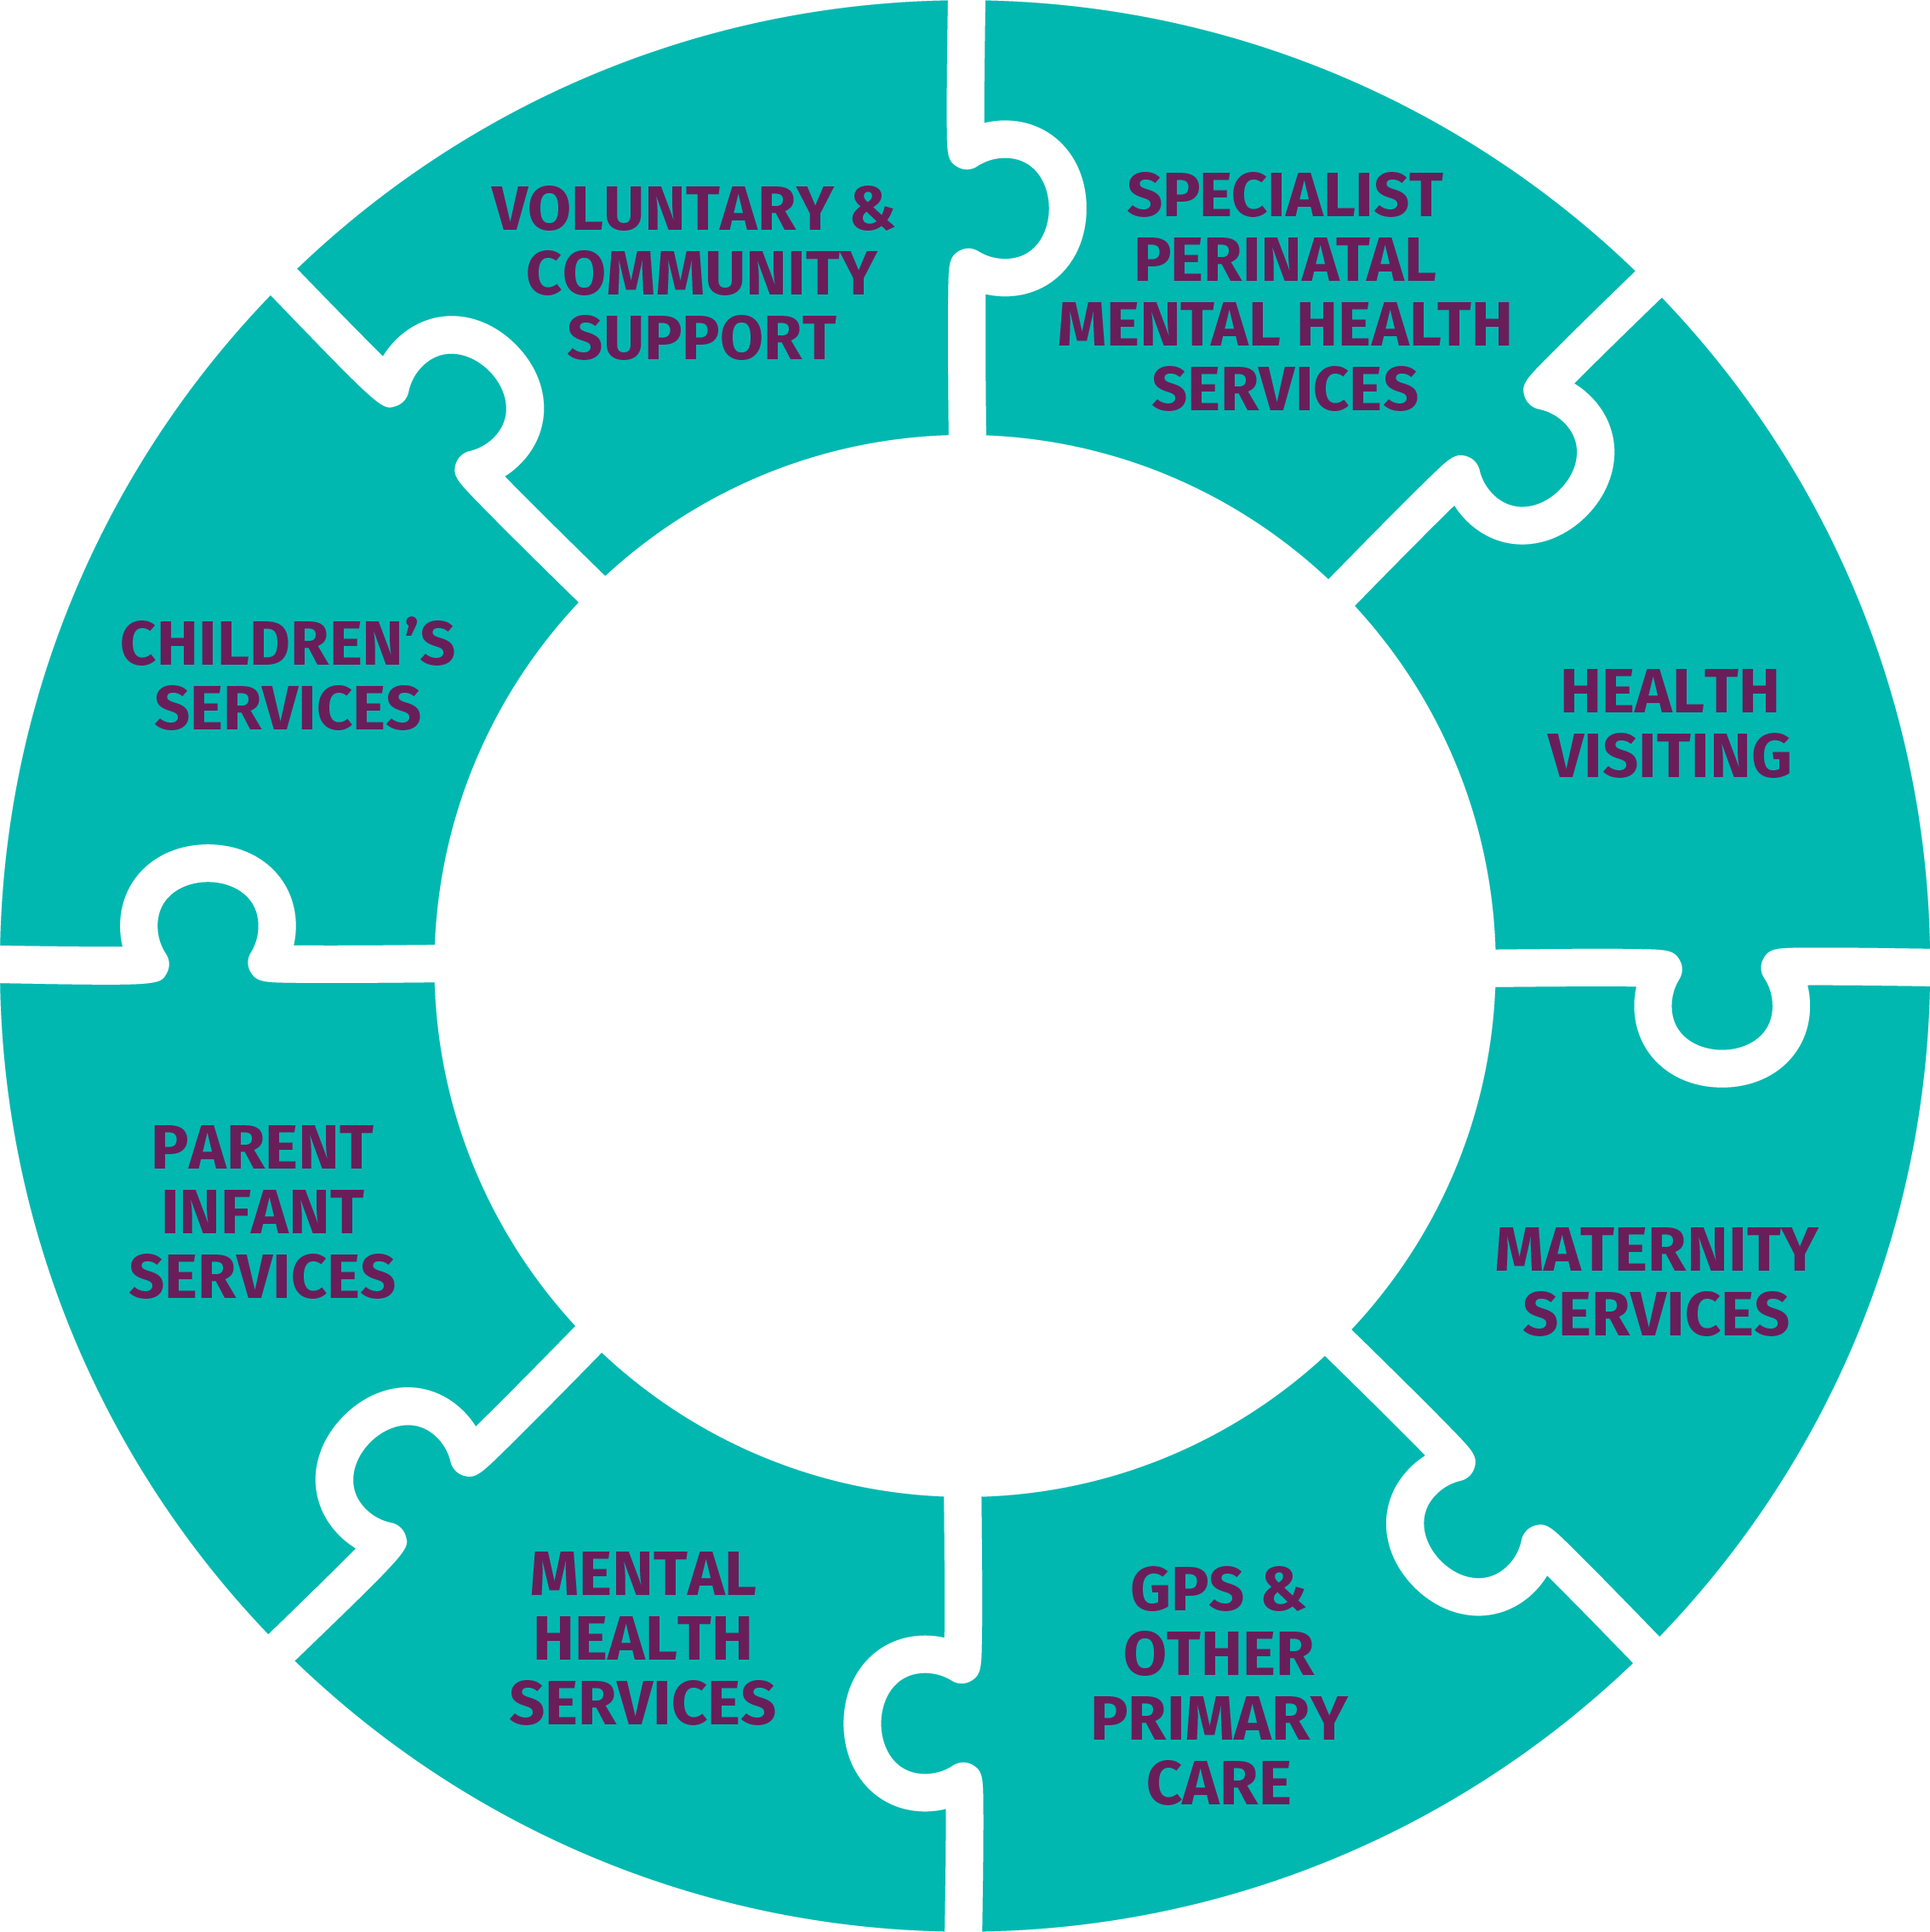 VOLUNTARY &
COMMUNITY
SUPPORT
SPECIALIST
PERINATAL
MENTAL HEALTH
SERVICES
HEALTH
VISITING
MATERNITY
SERVICES
GPS &
OTHER
PRIMARY
CARE
MENTAL
HEALTH
SERVICES
PARENT
INFANT
SERVICES
CHILDREN’S
SERVICES